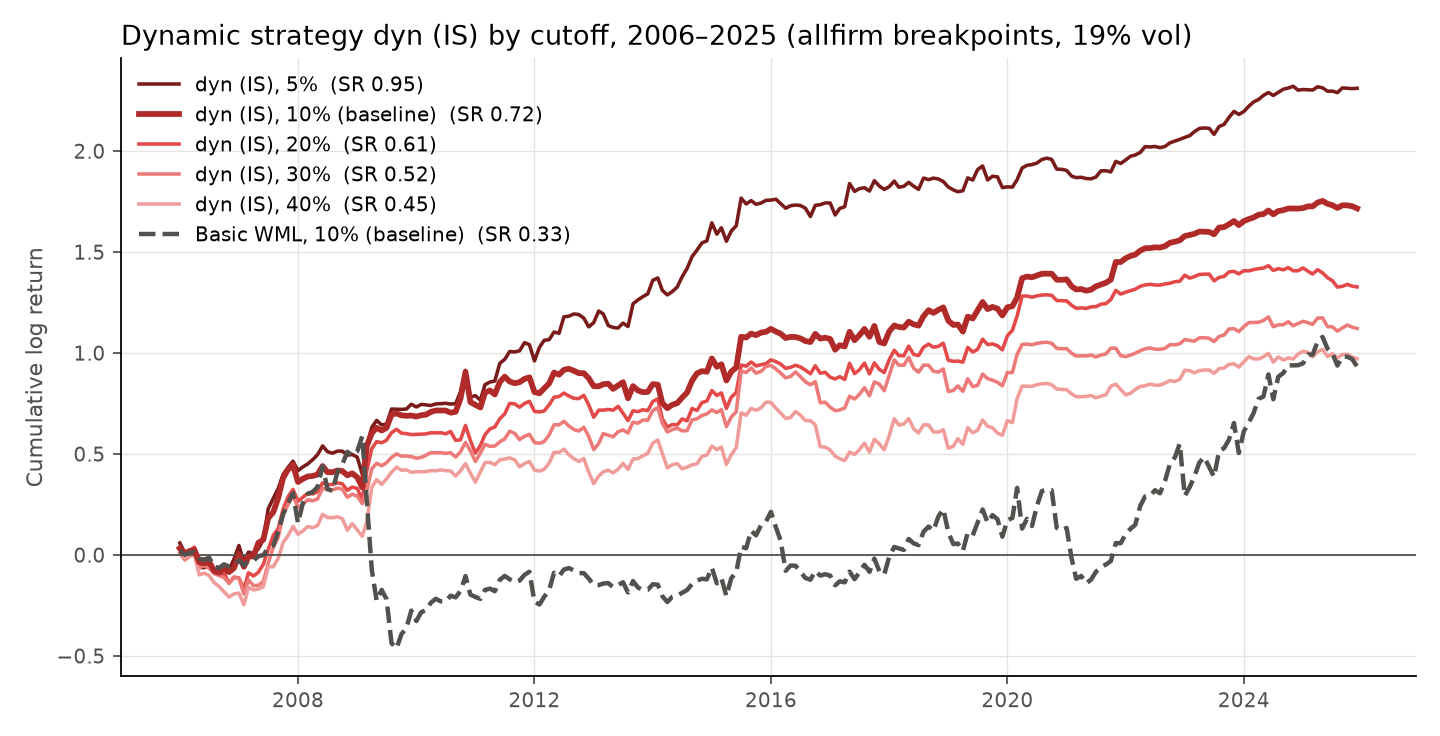 Dynamic strategy dyn (IS) by cutoff, 2006–2025 (allfirm breakpoints, 19% vol)
dyn (IS), 5% (SR 0.95)
dyn (IS), 10% (baseline) (SR 0.72)
dyn (IS), 20% (SR 0.61)
dyn (IS), 30% (SR 0.52)
dyn (IS), 40% (SR 0.45)
Basic WML, 10% (baseline) (SR 0.33)
Cumulative log return
2.0
1.5
1.0
0.5
0.0
−0.5
2008 2012 2016 2020 2024